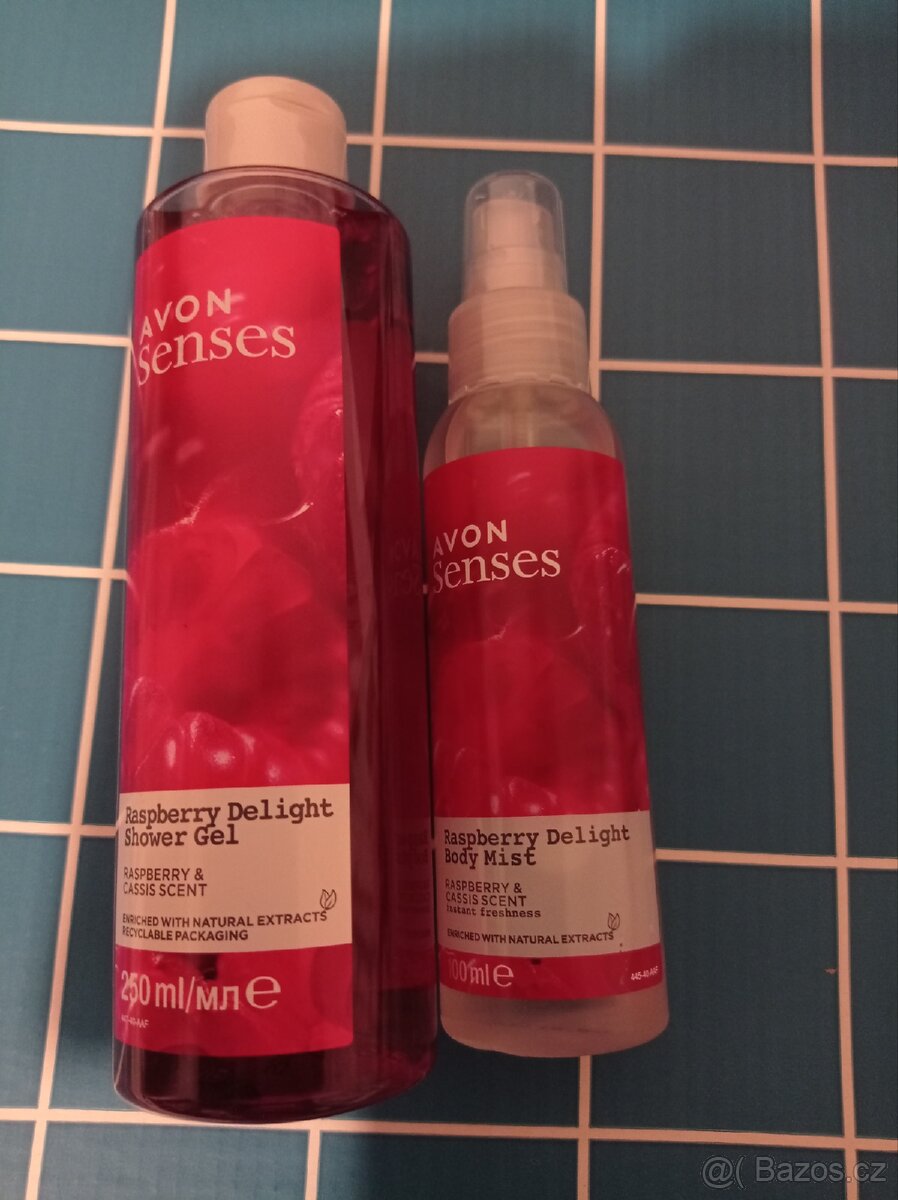 AVON
senses
Raspberry Delight
Shower Gel
RASPBERRY &
CASSIS SCENT
ENRICHED WITH NATURAL EXTRACTS
RECYCLABLE PACKAGING
250 ml/мл e
AVON
senses
Raspberry Delight
Body Mist
RASPBERRY &
CASSIS SCENT
instant freshness
ENRICHED WITH NATURAL EXTRACTS
100 ml e
@( Bazos.cz